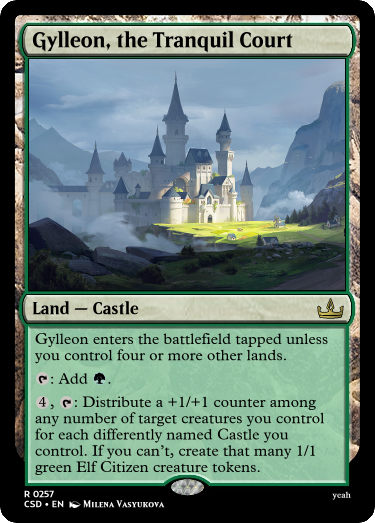 Gylleon, the Tranquil Court
Land — Castle
Gylleon enters the battlefield tapped unless
you control four or more other lands.
: Add .
4, : Distribute a +1/+1 counter among
any number of target creatures you control
for each differently named Castle you
control. If you can't, create that many 1/1
green Elf Citizen creature tokens.
R 0257
CSD • EN Milena Vasyukova
yeah